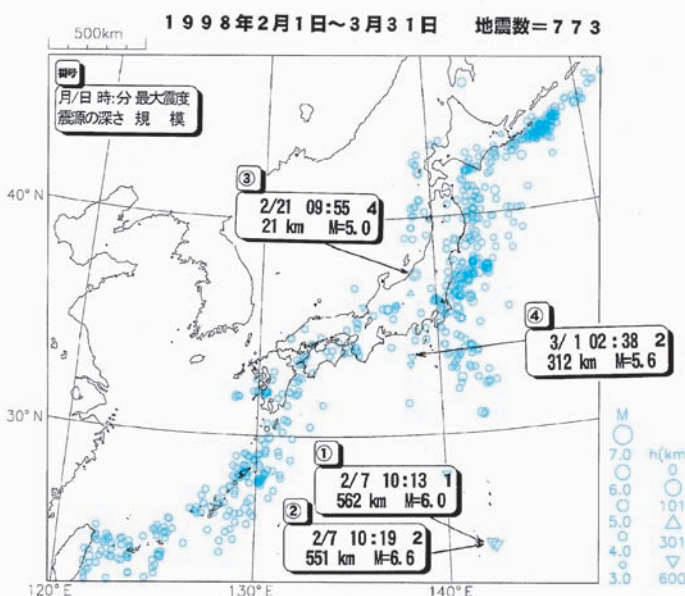 1998年2月1日～3月31日 地震数＝773
500km
番号
月/日 時:分 最大震度
震源の深さ 規 模
40°N
③
2/21 09:55 4
21 km M=5.0
④
3/ 1 02:38 2
312 km M=5.6
30°N
①
2/ 7 10:13 1
562 km M=6.0
②
2/7 10:19 2
551 km M=6.6
M
7.0
6.0
5.0
4.0
3.0
h(km
0
101
301
600
120°E
130°E
140°E